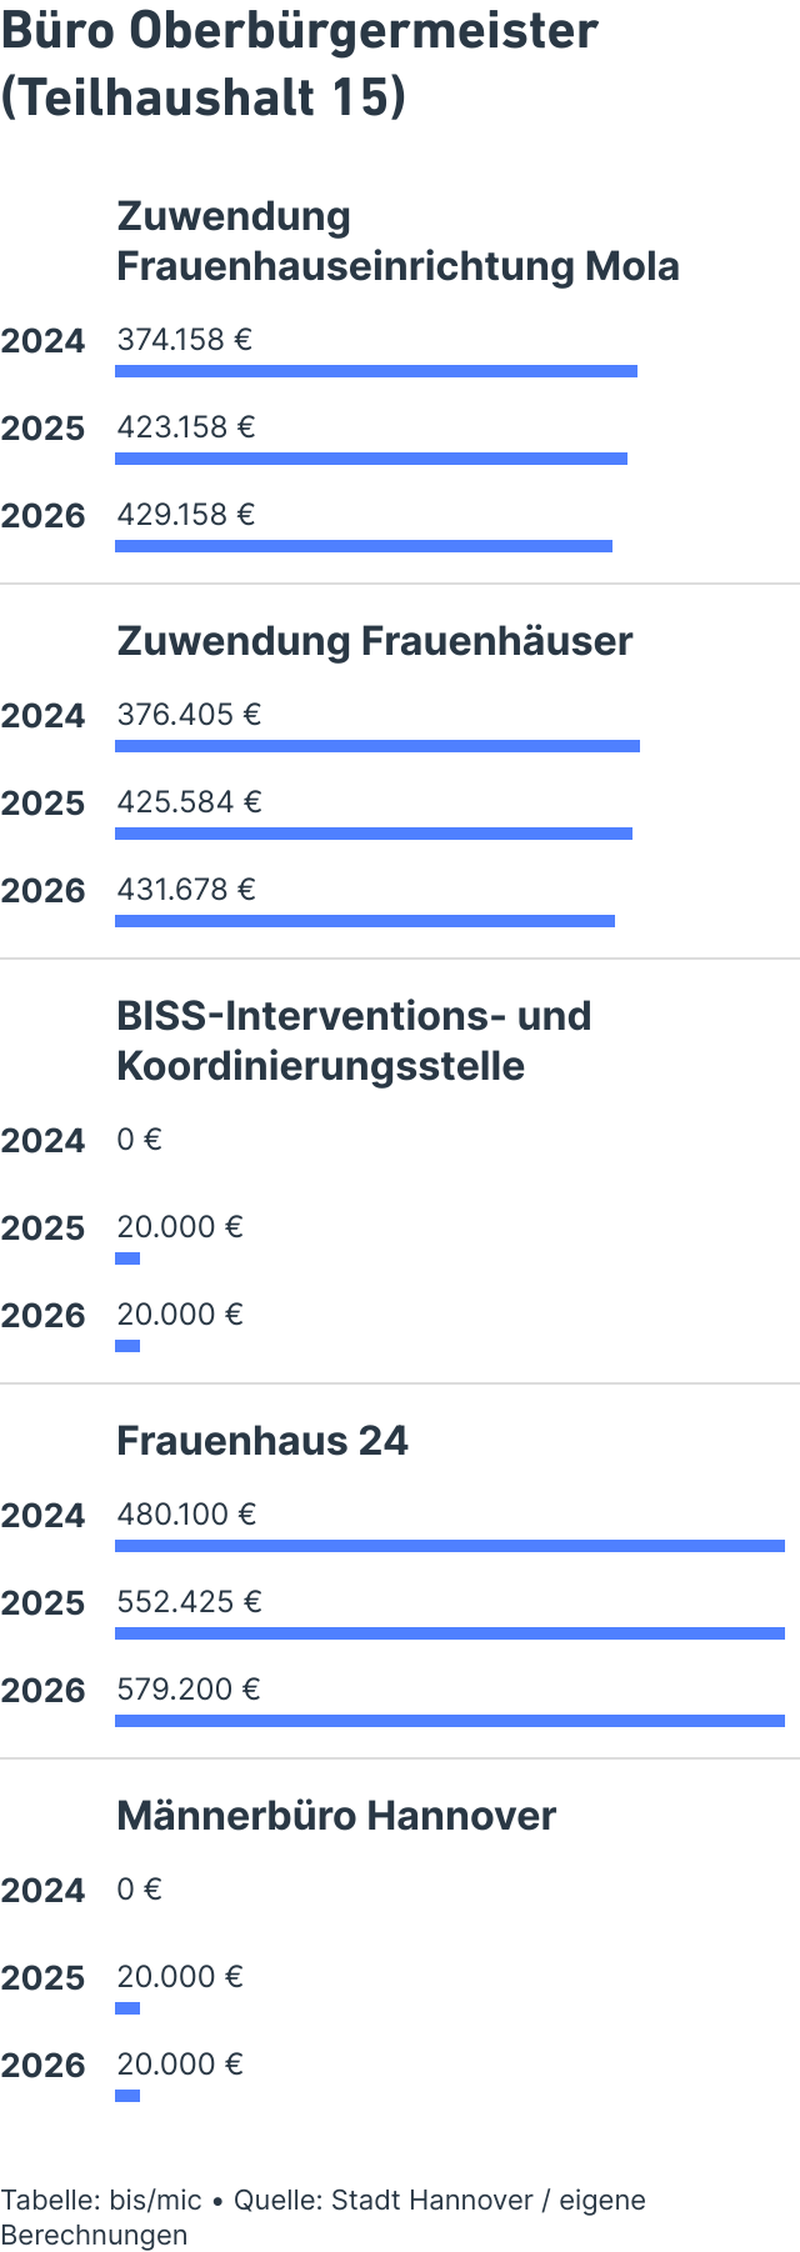 Büro Oberbürgermeister
(Teilhaushalt 15)
Zuwendung
Frauenhauseinrichtung Mola
2024 374.158 €
2025 423.158 €
2026 429.158 €
Zuwendung Frauenhäuser
2024 376.405 €
2025 425.584 €
2026 431.678 €
BISS-Interventions- und
Koordinierungsstelle
2024 0 €
2025 20.000 €
2026 20.000 €
Frauenhaus 24
2024 480.100 €
2025 552.425 €
2026 579.200 €
Männerbüro Hannover
2024 0 €
2025 20.000 €
2026 20.000 €
Tabelle: bis/mic • Quelle: Stadt Hannover / eigene
Berechnungen